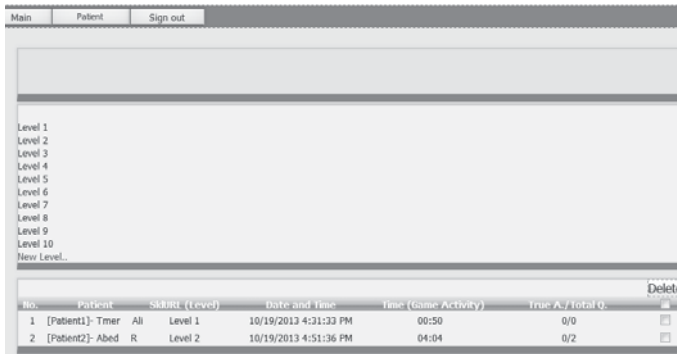 Main Patient Sign out
Level 1
Level 2
Level 3
Level 4
Level 5
Level 6
Level 7
Level 8
Level 9
Level 10
New Level..
Delet
No. Patient SklURL (Level) Date and Time Time (Game Activity) True A./Total Q.
1 [Patient1]- Tmer Ali Level 1 10/19/2013 4:31:33 PM 00:50 0/0
2 [Patient2]- Abed R Level 2 10/19/2013 4:51:36 PM 04:04 0/2